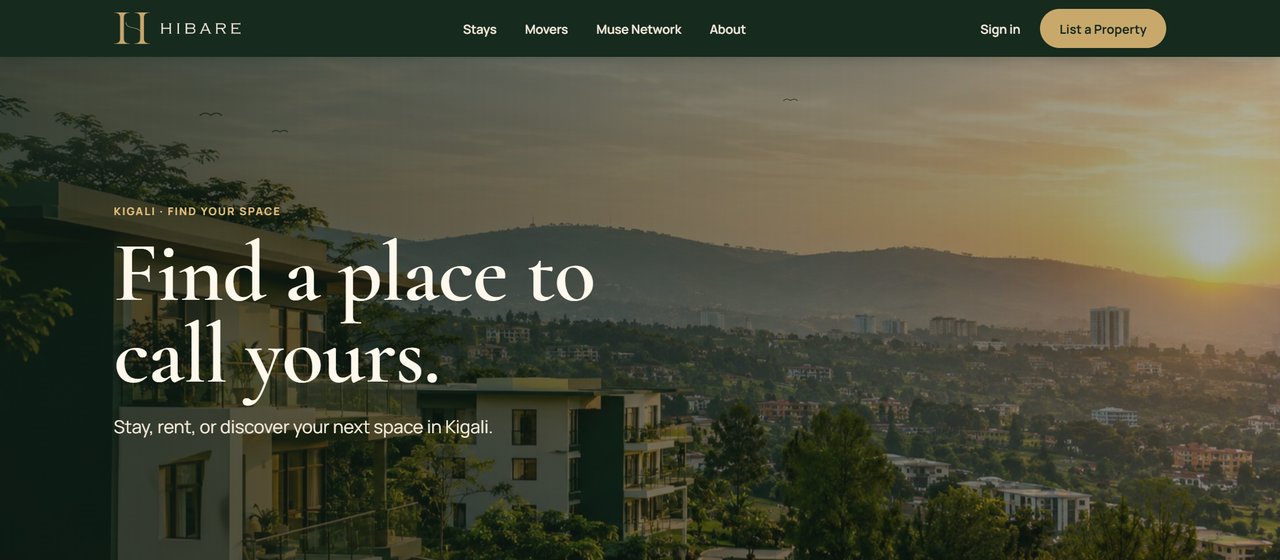 H HIBARE
Stays Movers Muse Network About
Sign in List a Property
KIGALI · FIND YOUR SPACE
Find a place to
call yours.
Stay, rent, or discover your next space in Kigali.